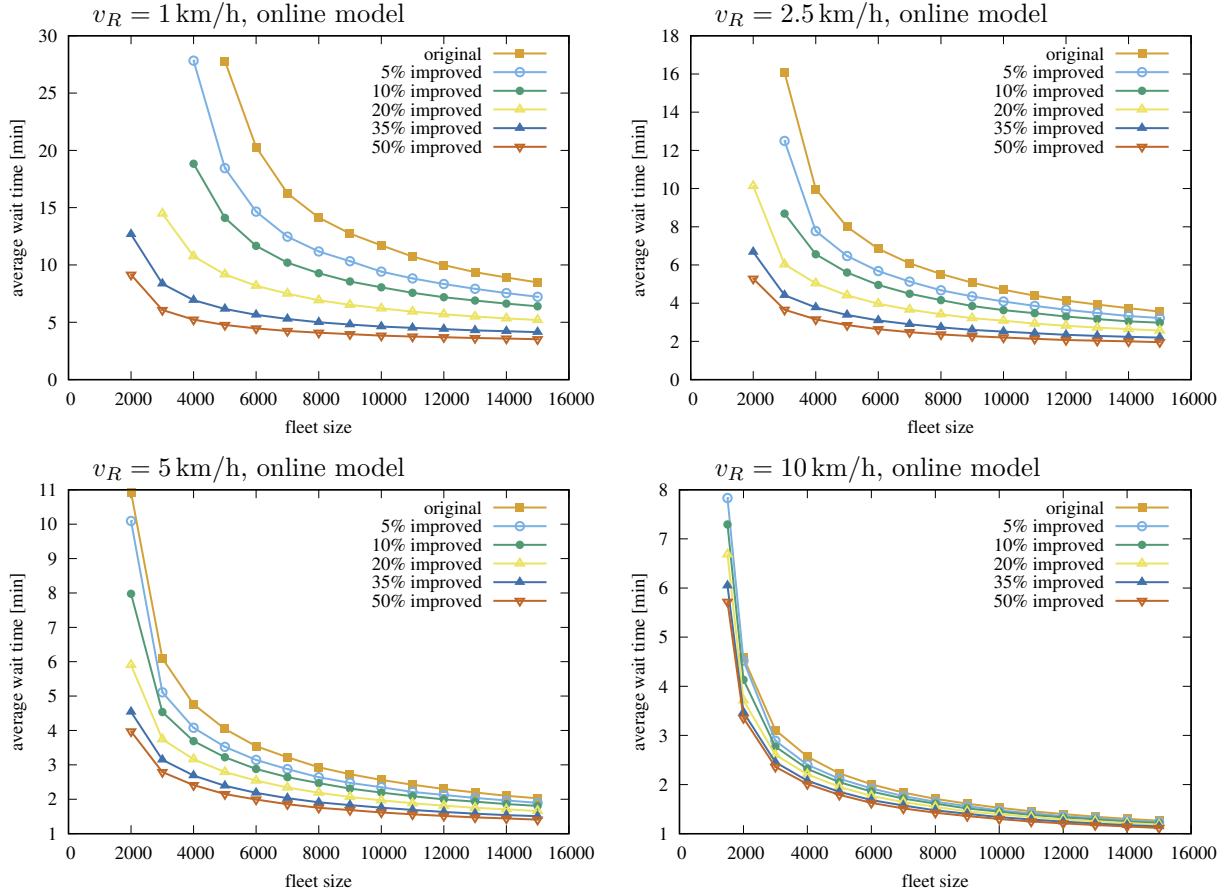 v_R = 1 km/h, online model
30
25
20
15
10
5
0
average wait time [min]
original
5% improved
10% improved
20% improved
35% improved
50% improved
0 2000 4000 6000 8000 10000 12000 14000 16000
fleet size
v_R = 2.5 km/h, online model
18
16
14
12
10
8
6
4
2
0
average wait time [min]
original
5% improved
10% improved
20% improved
35% improved
50% improved
0 2000 4000 6000 8000 10000 12000 14000 16000
fleet size
v_R = 5 km/h, online model
11
10
9
8
7
6
5
4
3
2
1
average wait time [min]
original
5% improved
10% improved
20% improved
35% improved
50% improved
0 2000 4000 6000 8000 10000 12000 14000 16000
fleet size
v_R = 10 km/h, online model
8
7
6
5
4
3
2
1
average wait time [min]
original
5% improved
10% improved
20% improved
35% improved
50% improved
0 2000 4000 6000 8000 10000 12000 14000 16000
fleet size